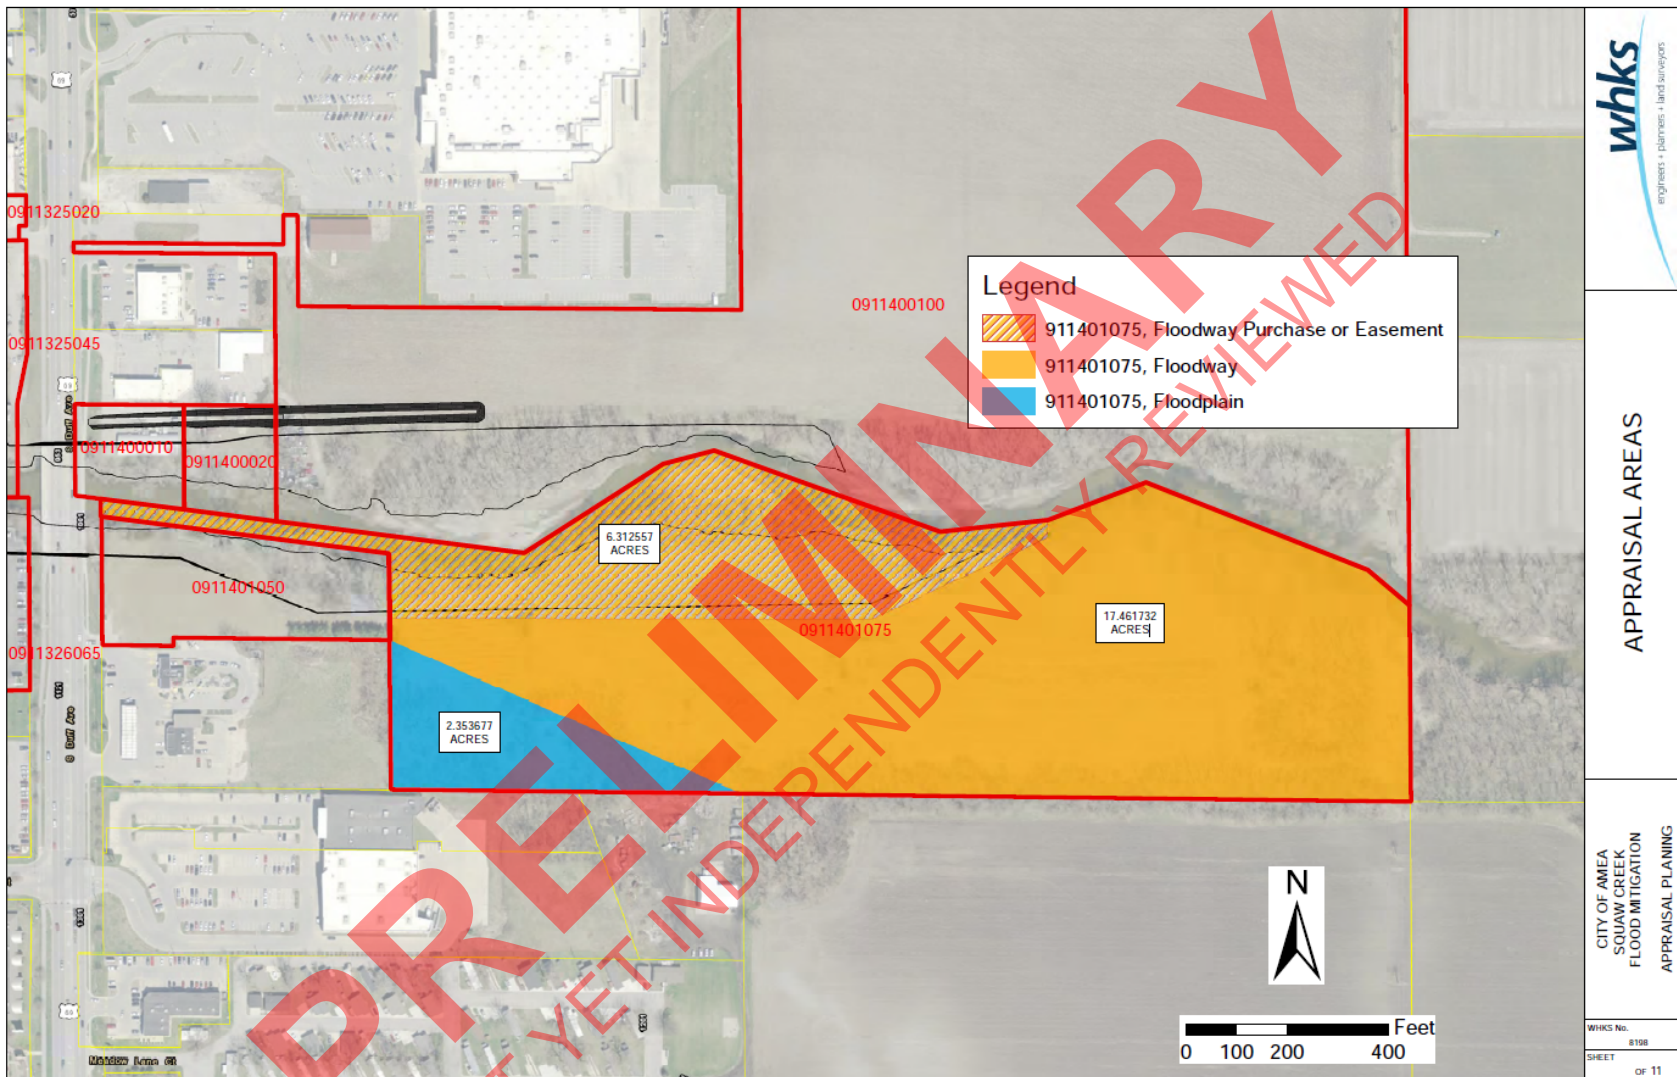 0911325020
0911325045
S Duff Ave
0911400010
0911400020
0911400100
Legend
911401075, Floodway Purchase or Easement
911401075, Floodway
911401075, Floodplain
6.312557
ACRES
0911401050
0911401075
17.461732
ACRES
0911326065
2.353677
ACRES
S Duff Ave
Meadow Lane Ct
PRELIMINARY
T YET INDEPENDENTLY REVIEWED
N
Feet
0 100 200 400
whks
engineers + planners + land surveyors
APPRAISAL AREAS
CITY OF AMEA
SQUAW CREEK
FLOOD MITIGATION
APPRAISAL PLANING
WHKS No.
8198
SHEET
OF 11